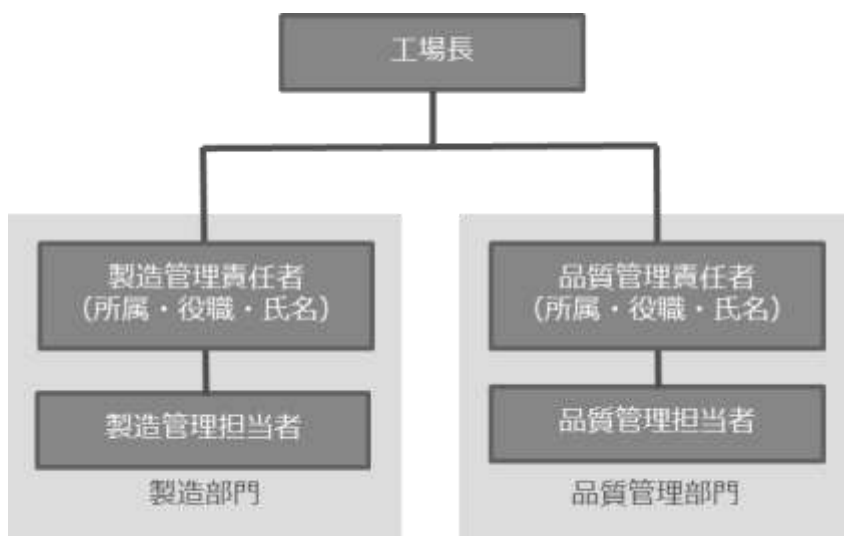 工場長
製造管理責任者
（所属・役職・氏名）
製造管理担当者
製造部門
品質管理責任者
（所属・役職・氏名）
品質管理担当者
品質管理部門